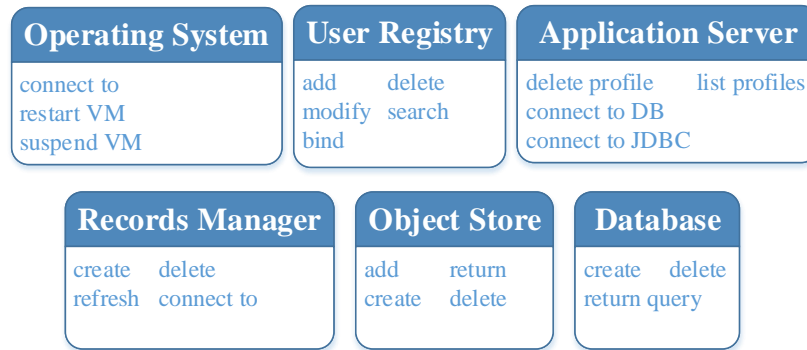 Operating System
connect to
restart VM
suspend VM
User Registry
add delete
modify search
bind
Application Server
delete profile list profiles
connect to DB
connect to JDBC
Records Manager
create delete
refresh connect to
Object Store
add return
create delete
Database
create delete
return query